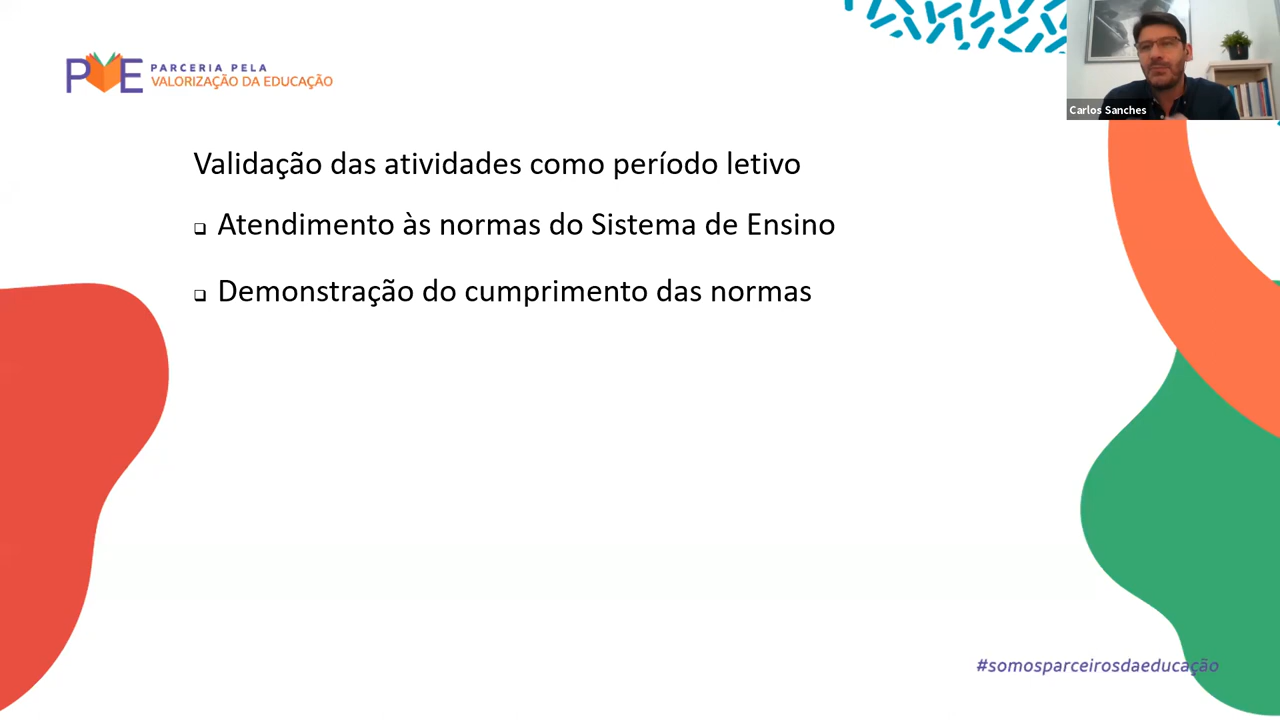 PVE PARCERIA PELA
VALORIZAÇÃO DA EDUCAÇÃO
Carlos Sanches
Validação das atividades como período letivo
Atendimento às normas do Sistema de Ensino
Demonstração do cumprimento das normas
#somosparceirosdaeducação